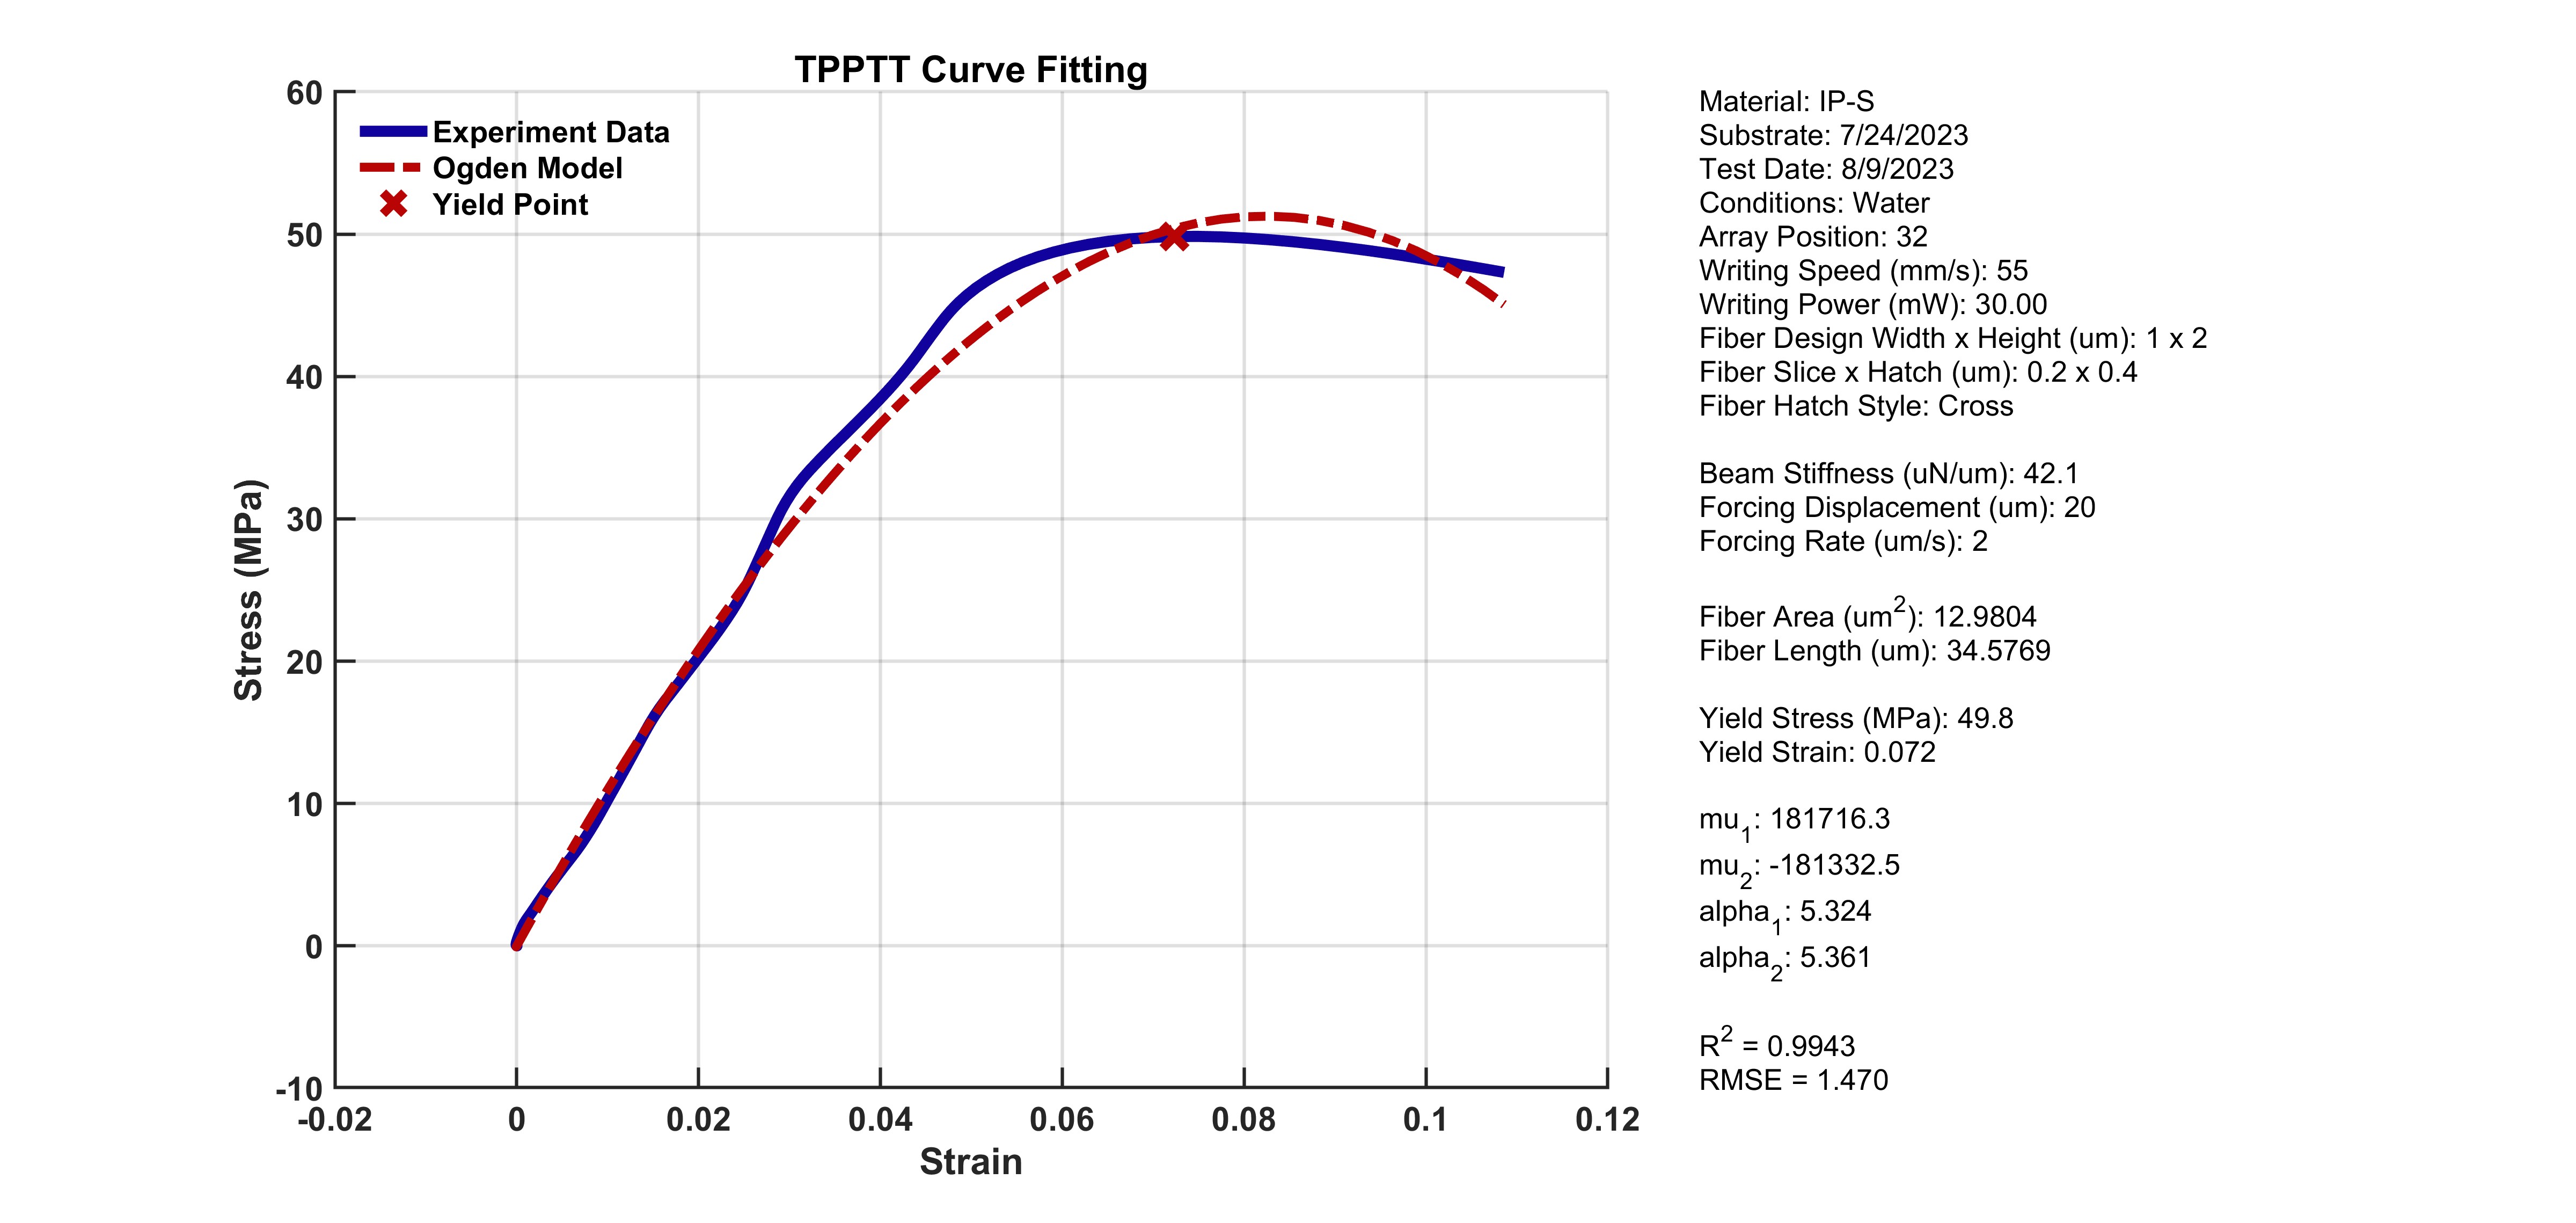 TPPTT Curve Fitting
60
50
40
30
20
10
0
-10
Stress (MPa)
Experiment Data
Ogden Model
Yield Point
-0.02
0
0.02
0.04
0.06
0.08
0.1
0.12
Strain
Material: IP-S
Substrate: 7/24/2023
Test Date: 8/9/2023
Conditions: Water
Array Position: 32
Writing Speed (mm/s): 55
Writing Power (mW): 30.00
Fiber Design Width x Height (um): 1 x 2
Fiber Slice x Hatch (um): 0.2 x 0.4
Fiber Hatch Style: Cross
Beam Stiffness (uN/um): 42.1
Forcing Displacement (um): 20
Forcing Rate (um/s): 2
Fiber Area (um²): 12.9804
Fiber Length (um): 34.5769
Yield Stress (MPa): 49.8
Yield Strain: 0.072
mu₁: 181716.3
mu₂: -181332.5
alpha₁: 5.324
alpha₂: 5.361
R² = 0.9943
RMSE = 1.470